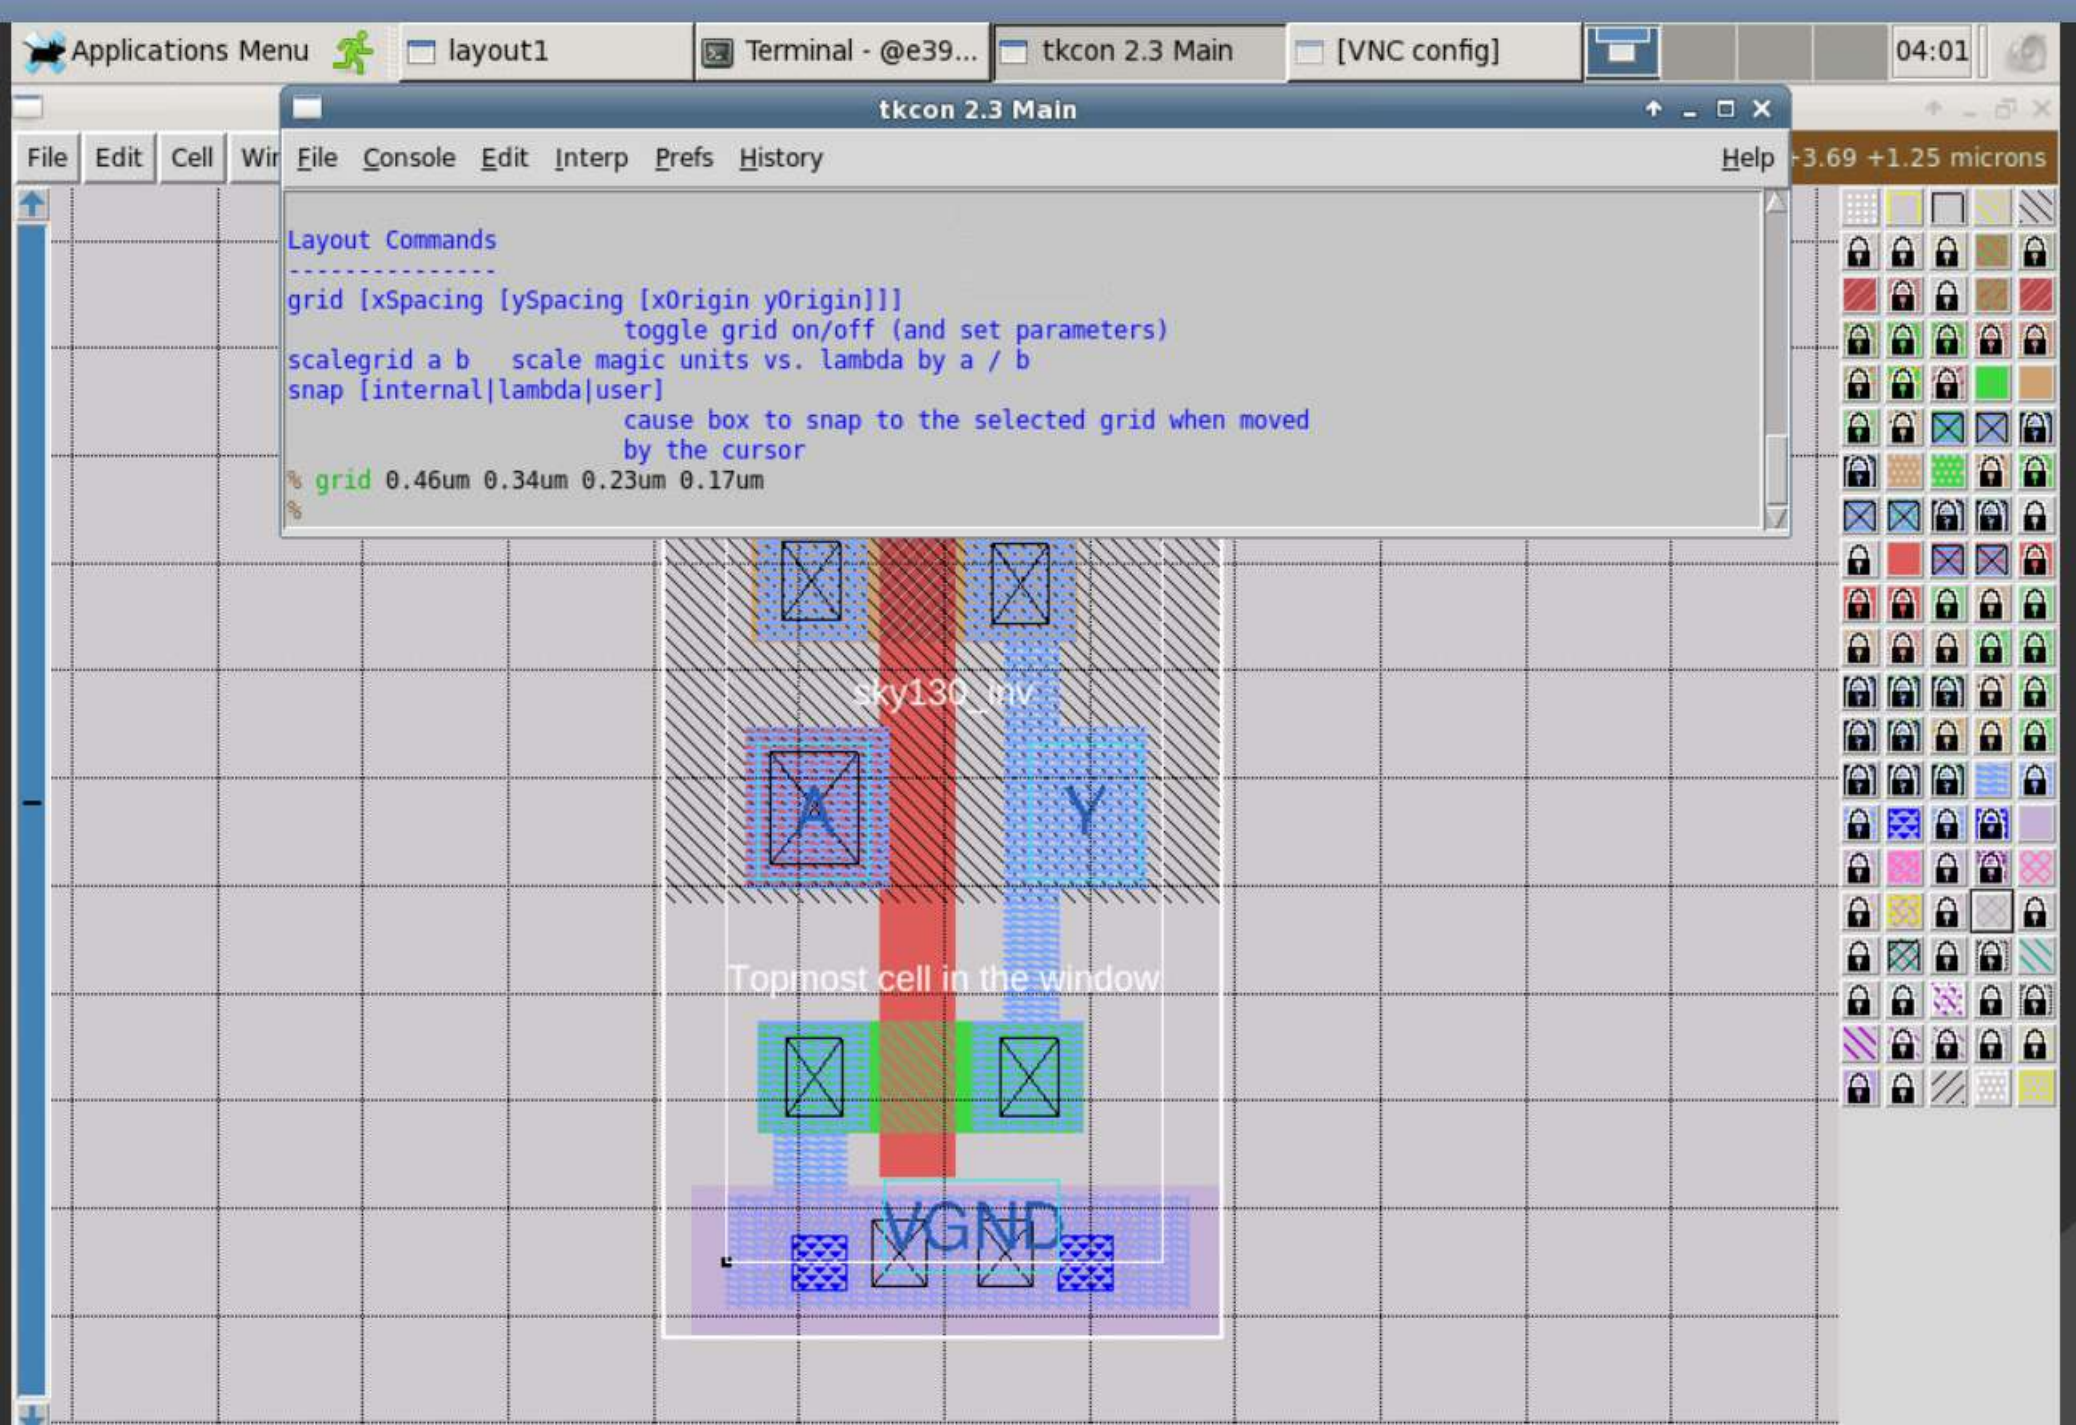 Applications Menu
layout1
Terminal - @e39...
tkcon 2.3 Main
[VNC config]
04:01
tkcon 2.3 Main
File Edit Cell
File Console Edit Interp Prefs History Help
+3.69 +1.25 microns
Layout Commands
---------------
grid [xSpacing [ySpacing [xOrigin yOrigin]]]
toggle grid on/off (and set parameters)
scalegrid a b scale magic units vs. lambda by a / b
snap [internal|lambda|user]
cause box to snap to the selected grid when moved
by the cursor
% grid 0.46um 0.34um 0.23um 0.17um
%
sky130_inv
A
Y
Topmost cell in the window
VGND